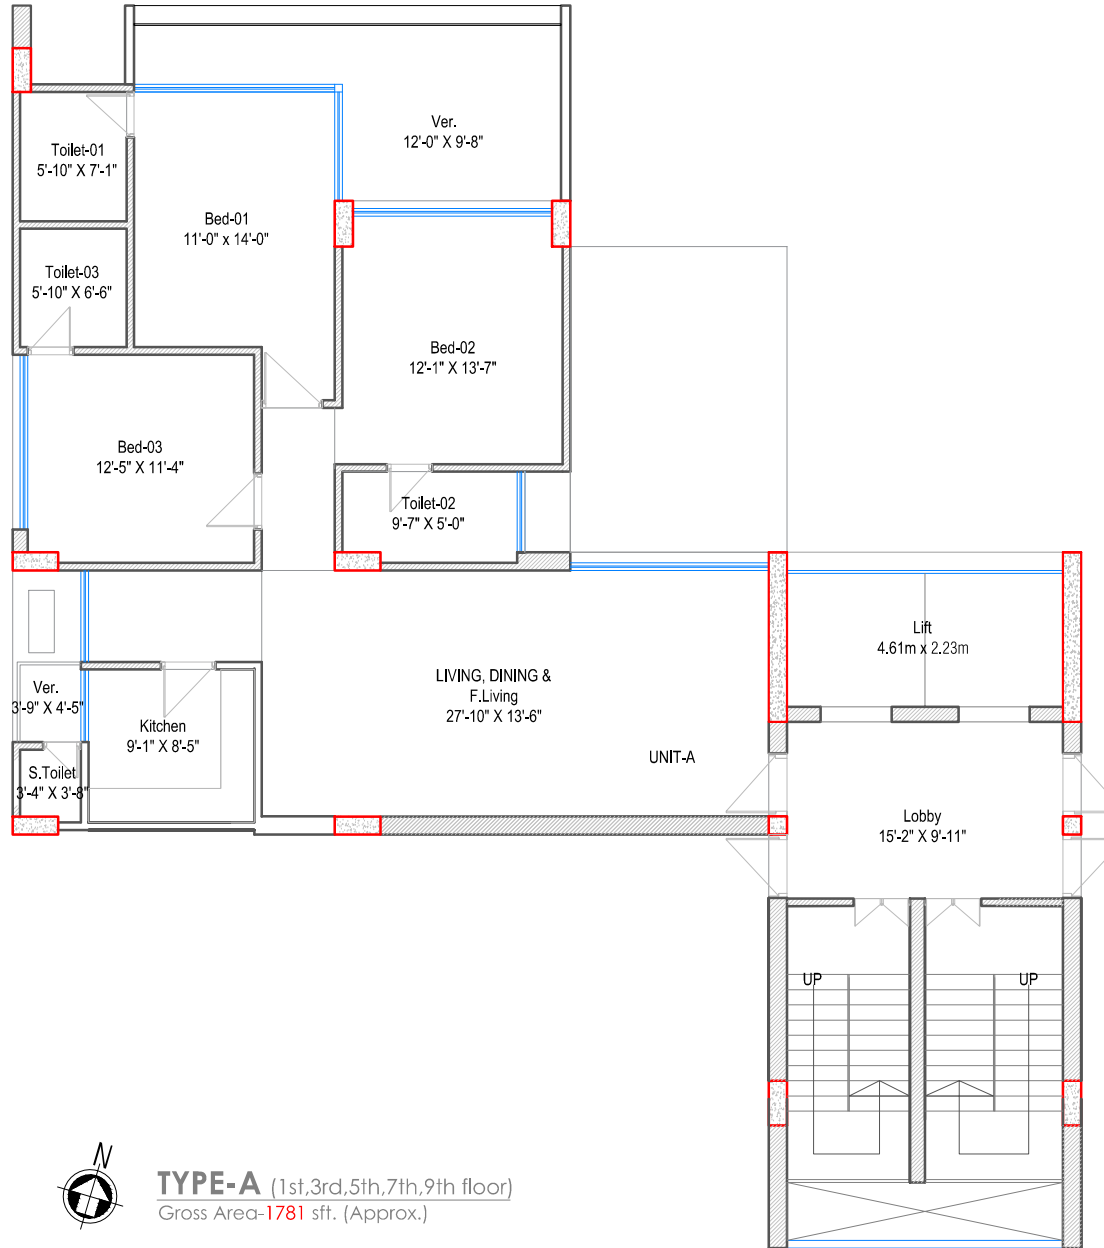 Ver.
12'-0" X 9'-8"
Toilet-01
5'-10" X 7'-1"
Bed-01
11'-0" x 14'-0"
Toilet-03
5'-10" X 6'-6"
Bed-02
12'-1" X 13'-7"
Bed-03
12'-5" X 11'-4"
Toilet-02
9'-7" X 5'-0"
Lift
4.61m x 2.23m
LIVING, DINING &
F.Living
27'-10" X 13'-6"
Ver.
3'-9" X 4'-5"
Kitchen
9'-1" X 8'-5"
UNIT-A
S.Toilet
3'-4" X 3'-8"
Lobby
15'-2" X 9'-11"
UP
UP
N
TYPE-A (1st,3rd,5th,7th,9th floor)
Gross Area-1781 sft. (Approx.)